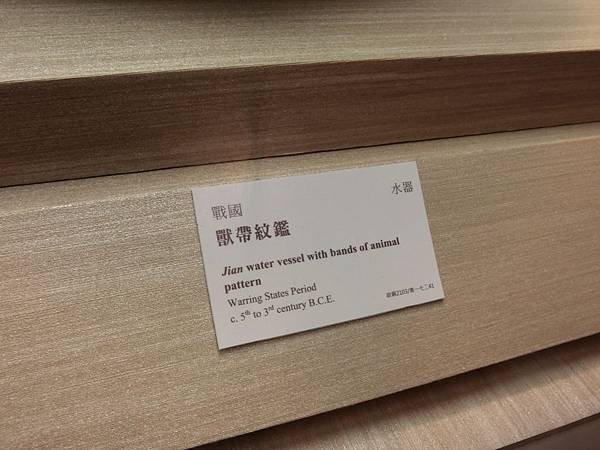 戰國
水器
獸帶紋鑑
Jian water vessel with bands of animal
pattern
Warring States Period
c. 5th to 3rd century B.C.E.